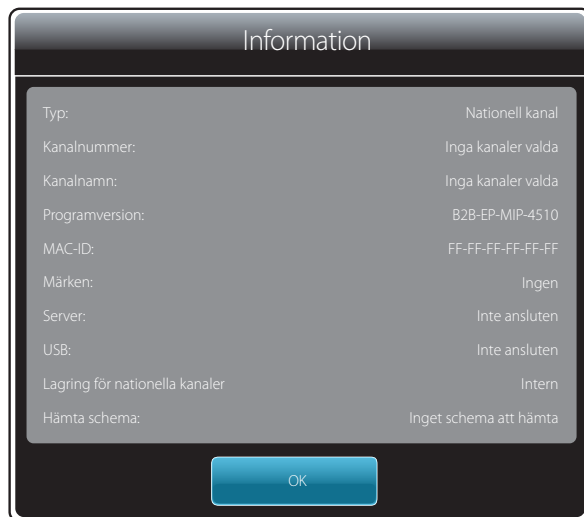 Information
Typ: Nationell kanal
Kanalnummer: Inga kanaler valda
Kanalnamn: Inga kanaler valda
Programversion: B2B-EP-MIP-4510
MAC-ID: FF-FF-FF-FF-FF-FF
Märken: Ingen
Server: Inte ansluten
USB: Inte ansluten
Lagring för nationella kanaler Intern
Hämta schema: Inget schema att hämta
OK